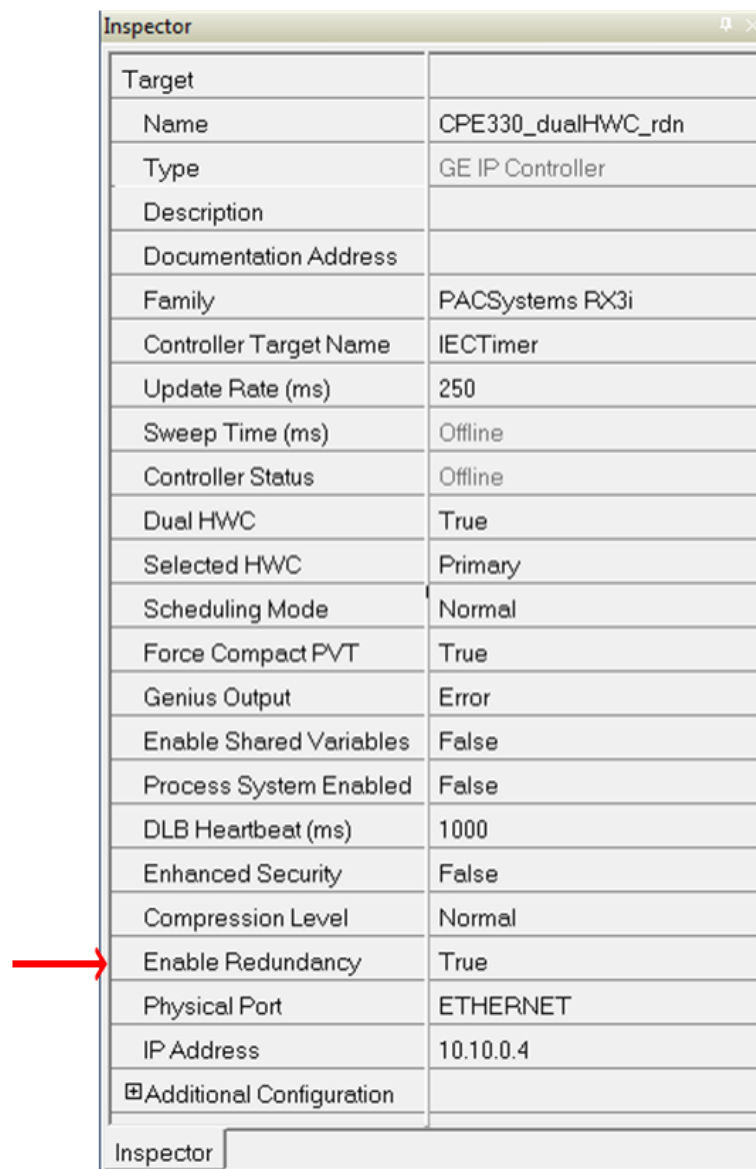 Inspector
Target
Name CPE330_dualHWC_rdn
Type GE IP Controller
Description
Documentation Address
Family PACSystems RX3i
Controller Target Name IECTimer
Update Rate (ms) 250
Sweep Time (ms) Offline
Controller Status Offline
Dual HWC True
Selected HWC Primary
Scheduling Mode Normal
Force Compact PVT True
Genius Output Error
Enable Shared Variables False
Process System Enabled False
DLB Heartbeat (ms) 1000
Enhanced Security False
Compression Level Normal
Enable Redundancy True
Physical Port ETHERNET
IP Address 10.10.0.4
Additional Configuration
Inspector